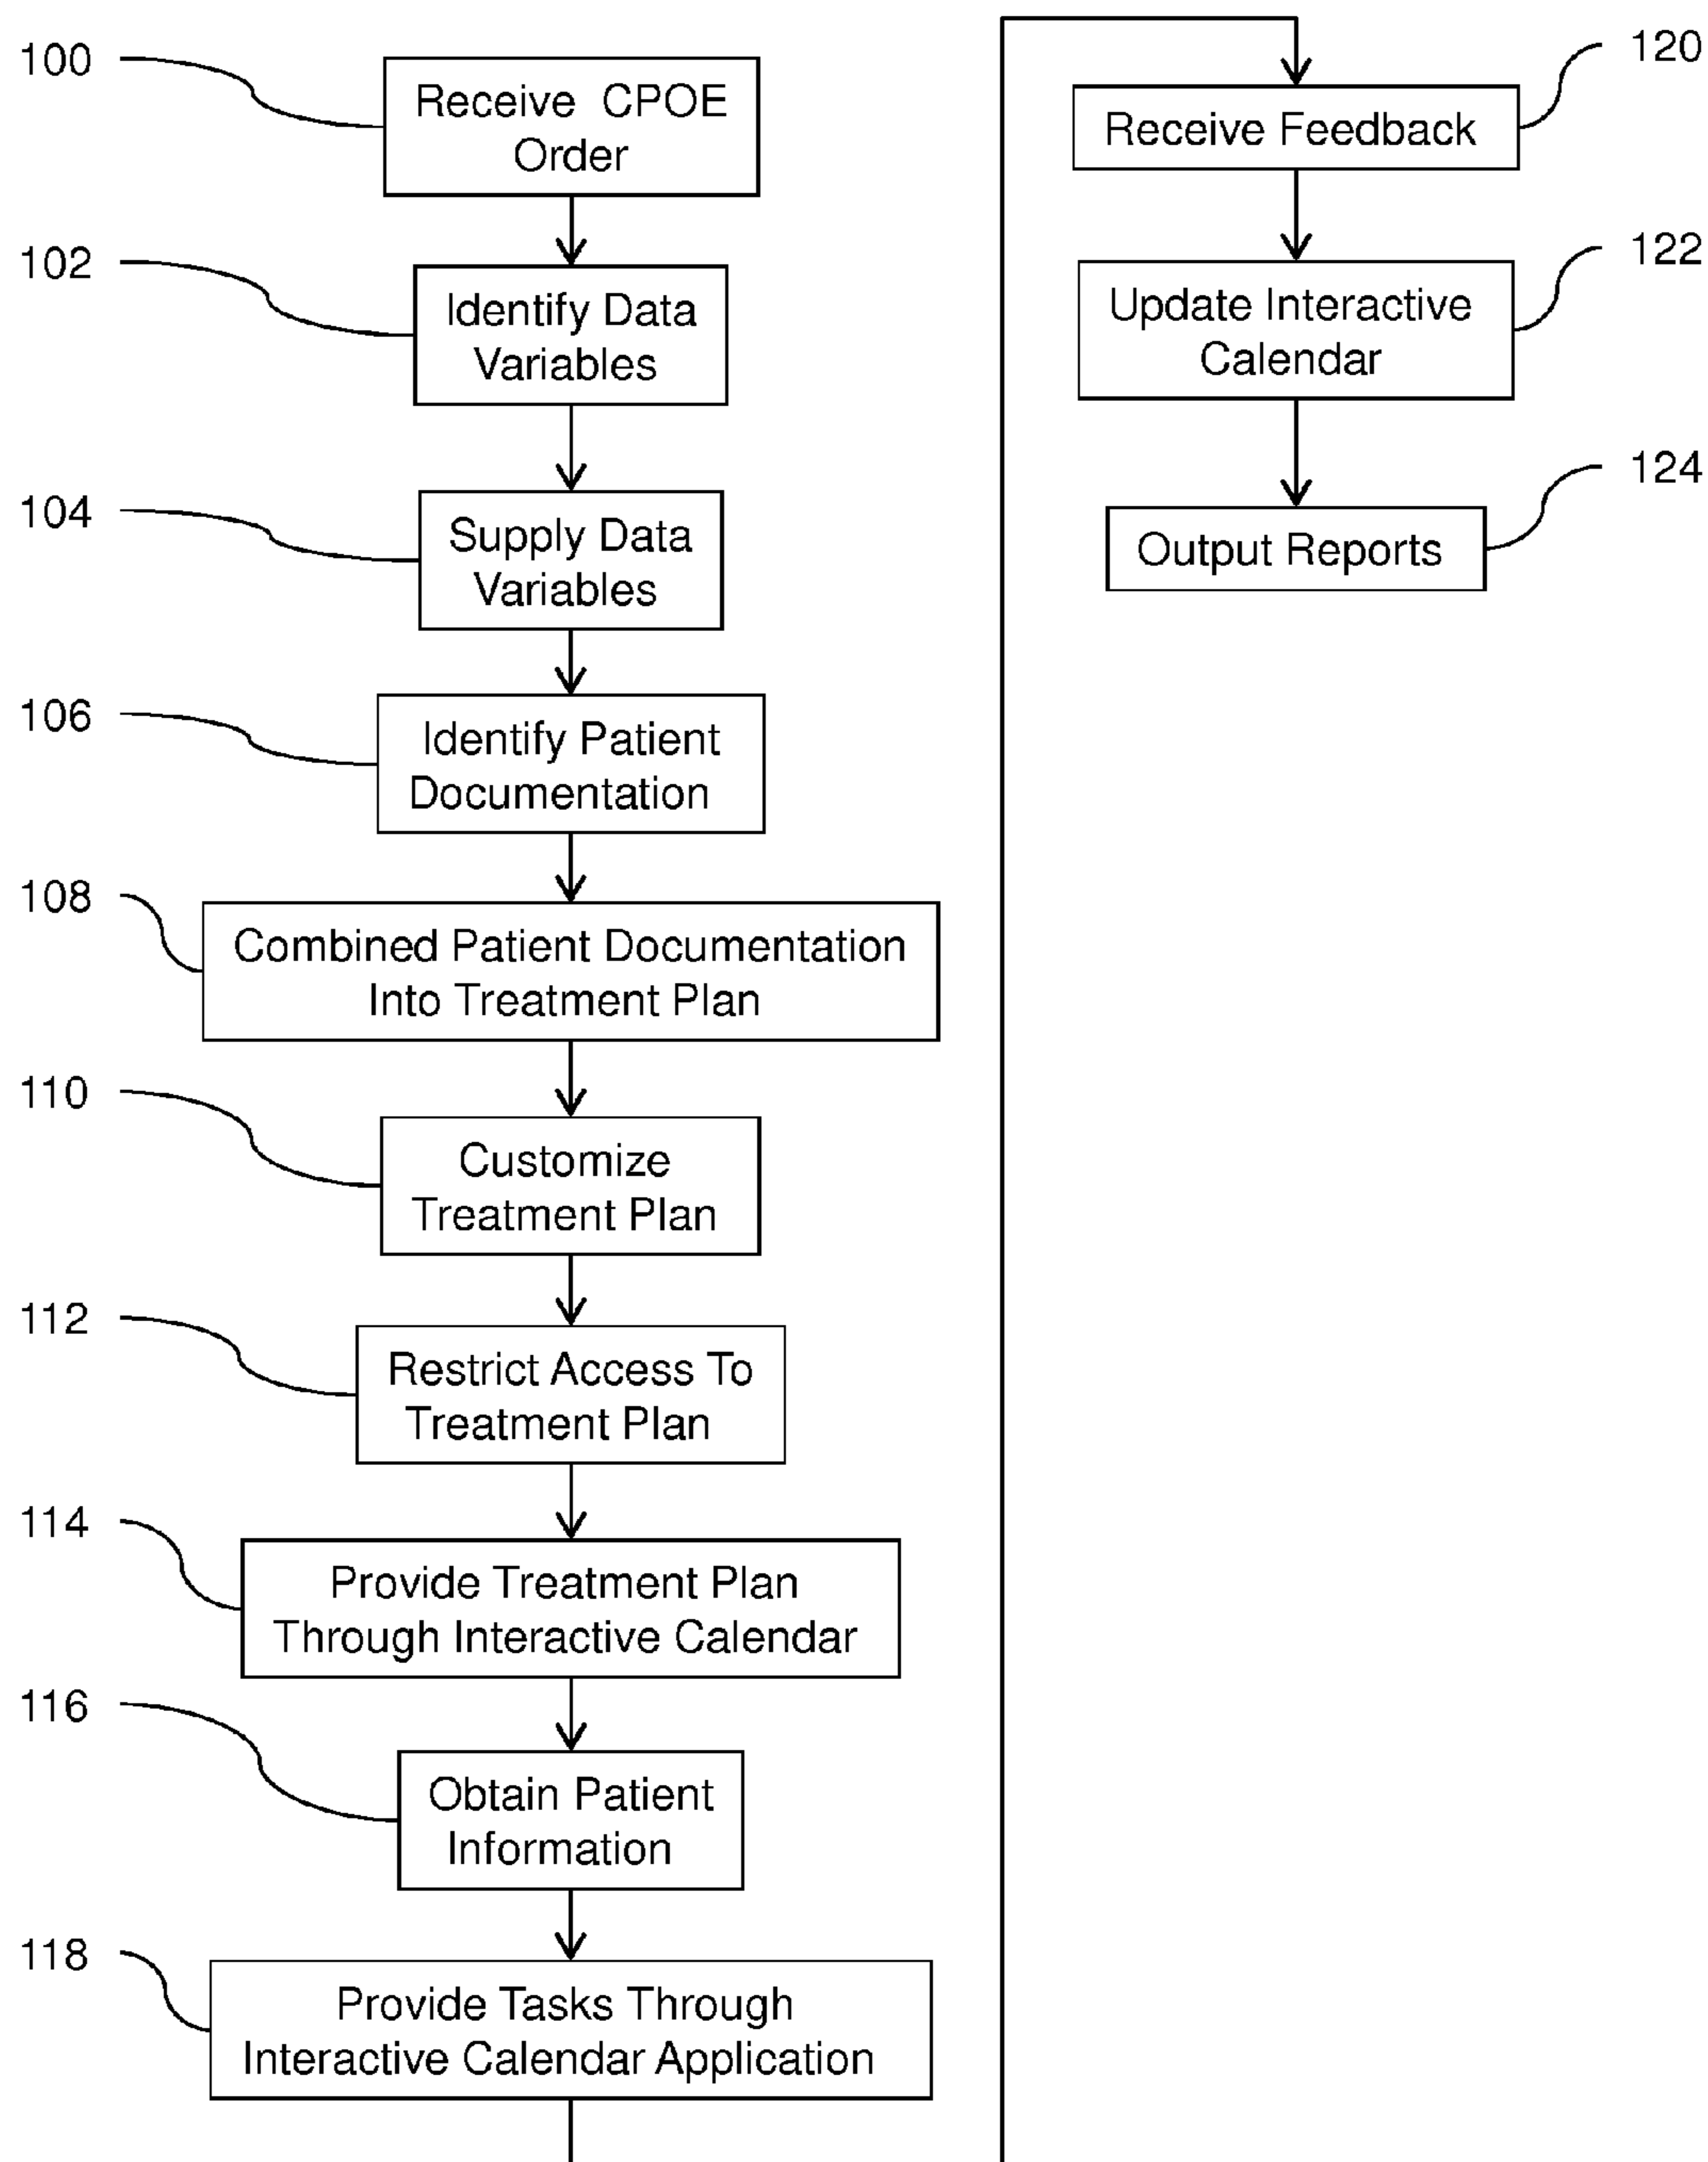 100
Receive CPOE
Order
102
Identify Data
Variables
104
Supply Data
Variables
106
Identify Patient
Documentation
108
Combined Patient Documentation
Into Treatment Plan
110
Customize
Treatment Plan
112
Restrict Access To
Treatment Plan
114
Provide Treatment Plan
Through Interactive Calendar
116
Obtain Patient
Information
118
Provide Tasks Through
Interactive Calendar Application
120
Receive Feedback
122
Update Interactive
Calendar
124
Output Reports